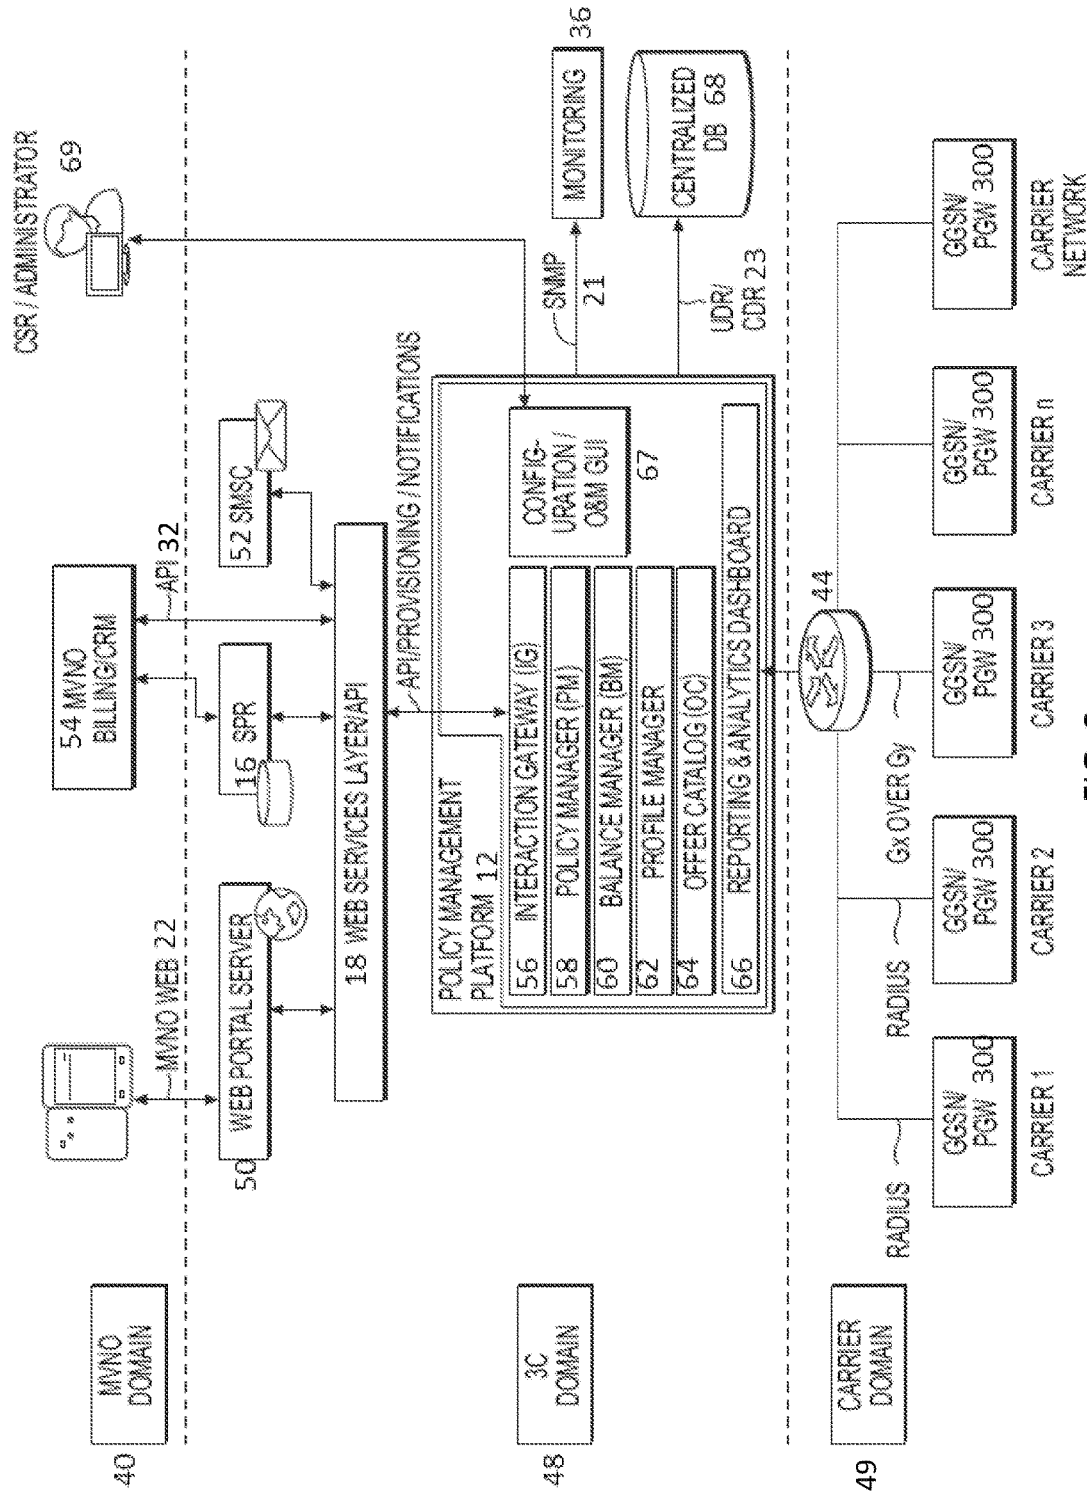 CSR / ADMINISTRATOR
69
54 MVNO
BILLING/CRM
API 32
MVNO WEB 22
MVNO
DOMAIN
40
50
WEB PORTAL SERVER
16 SPR
52 SMSC
18 WEB SERVICES LAYER/API
API/PROVISIONING / NOTIFICATIONS
POLICY MANAGEMENT
PLATFORM 12
56 INTERACTION GATEWAY (IG)
58 POLICY MANAGER (PM)
60 BALANCE MANAGER (BM)
62 PROFILE MANAGER
64 OFFER CATALOG (OC)
66 REPORTING & ANALYTICS DASHBOARD
CONFIG-
URATION /
O&M GUI
67
SNMP
21
MONITORING
36
UDR/
CDR 23
CENTRALIZED
DB 68
3C
DOMAIN
48
44
RADIUS
RADIUS
Gx OVER Gy
GGSN/
PGW 300
CARRIER 1
GGSN/
PGW 300
CARRIER 2
GGSN/
PGW 300
CARRIER 3
GGSN/
PGW 300
CARRIER n
GGSN/
PGW 300
CARRIER
NETWORK
CARRIER
DOMAIN
49